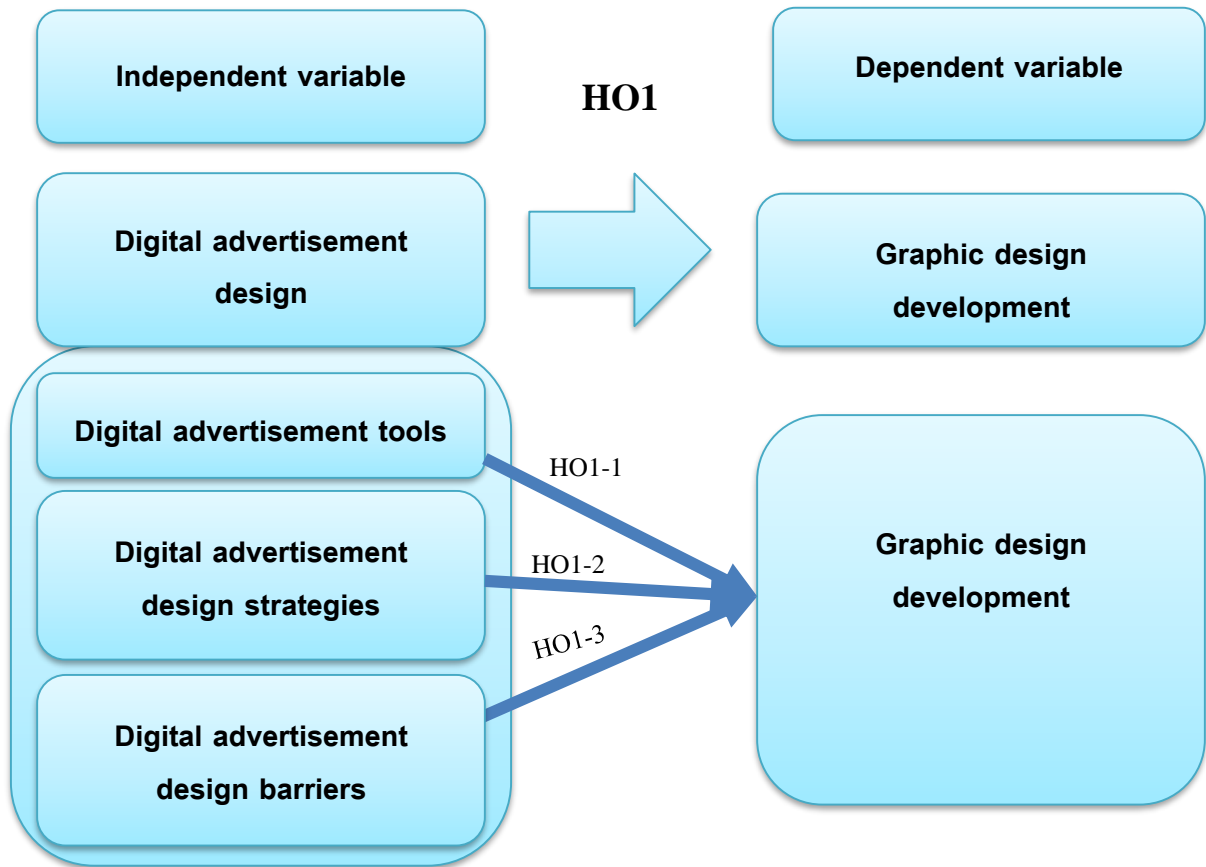 Independent variable
HO1
Dependent variable
Digital advertisement
design
Graphic design
development
Digital advertisement tools
Digital advertisement
design strategies
Digital advertisement
design barriers
HO1-1
HO1-2
HO1-3
Graphic design
development